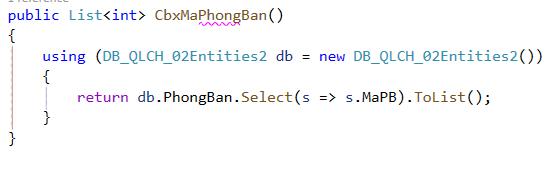 public List<int> CbxMaPhongBan()
{
using (DB_QLCH_02Entities2 db = new DB_QLCH_02Entities2())
{
return db.PhongBan.Select(s => s.MaPB).ToList();
}
}